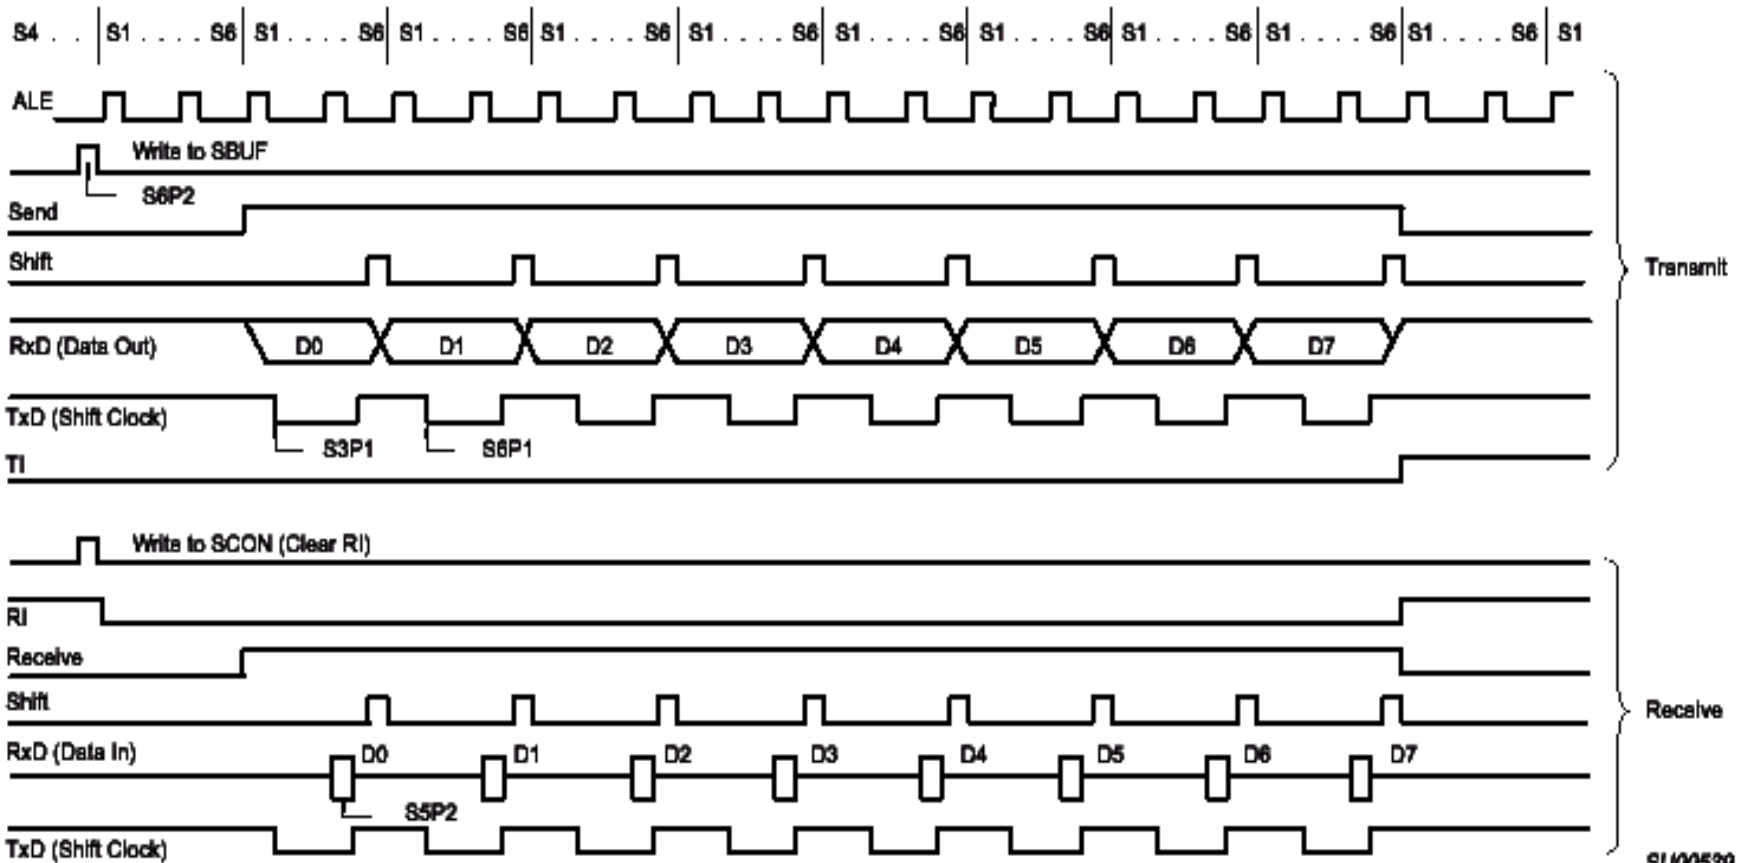 S4 . . S1 . . . . S6 S1 . . . . S6 S1 . . . . S6 S1 . . . . S6 S1 . . . . S6 S1 . . . . S6 S1 . . . . S6 S1 . . . . S6 S1 . . . . S6 S1 . . . . S6 S1
ALE
Write to SBUF
S6P2
Send
Shift
Transmit
RxD (Data Out) D0 D1 D2 D3 D4 D5 D6 D7
TxD (Shift Clock)
S3P1 S6P1
TI
Write to SCON (Clear RI)
RI
Receive
Shift
Receive
RxD (Data In) D0 D1 D2 D3 D4 D5 D6 D7
S5P2
TxD (Shift Clock)
SU00539